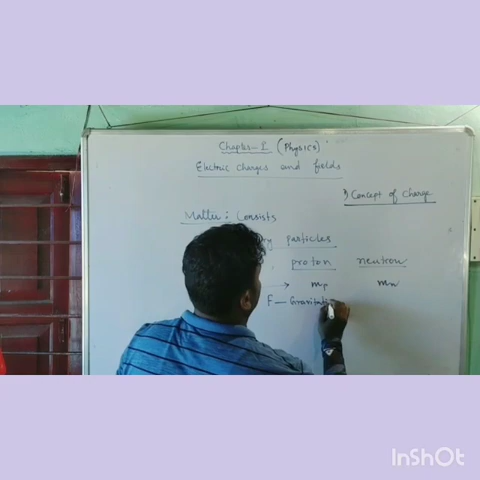 Chapter-1 (Physics)
Electric Charges and fields
Concept of Charge
Matter: Consists
particles
proton neutron
→ mp mn
F — Gravitati
InShOt